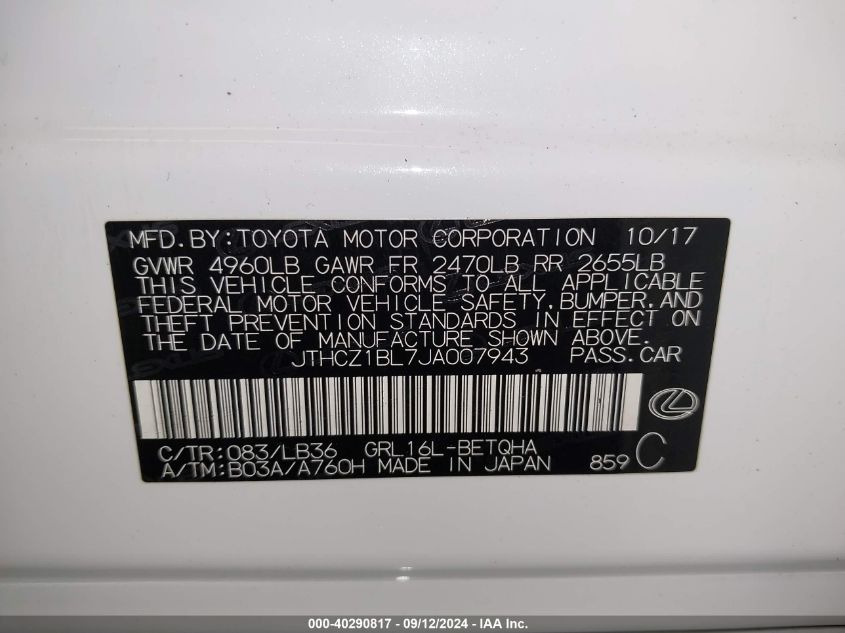 MFD. BY: TOYOTA MOTOR CORPORATION 10/17
GVWR 4960LB GAWR FR 2470LB RR 2655LB
THIS VEHICLE CONFORMS TO ALL APPLICABLE
FEDERAL MOTOR VEHICLE SAFETY, BUMPER, AND
THEFT PREVENTION STANDARDS IN EFFECT ON
THE DATE OF MANUFACTURE SHOWN ABOVE.
JTHCZ1BL7JA007943 PASS. CAR
C/TR: 083/LB36 GRL16L-BETQHA
A/TM: B03A/A760H MADE IN JAPAN 859 C
000-40290817 - 09/12/2024 - IAA Inc.